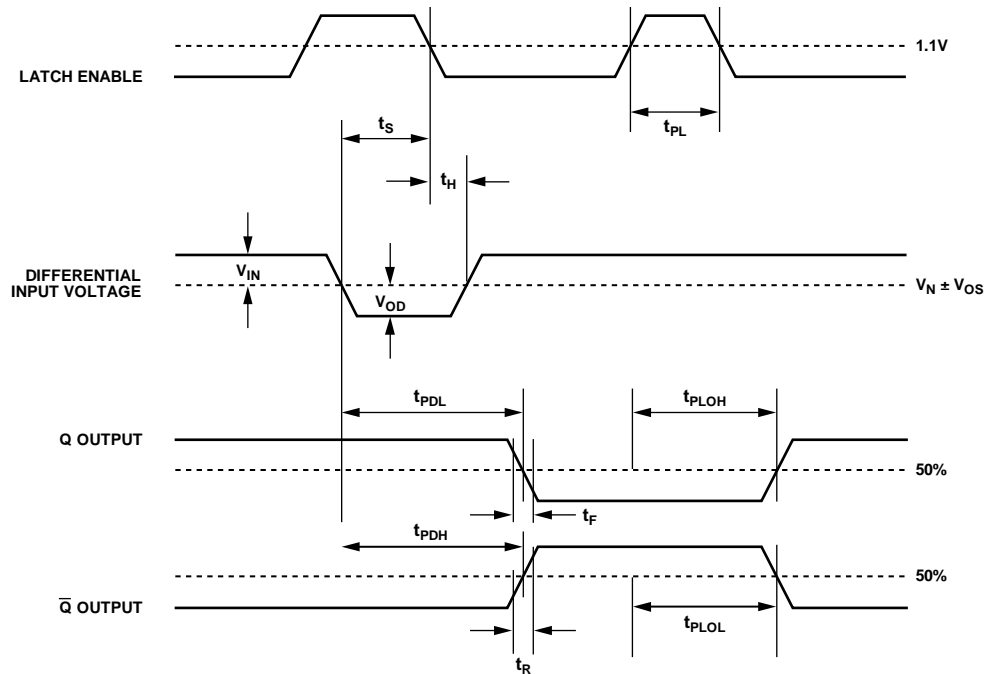 1.1V
LATCH ENABLE
tS
tPL
tH
VIN
DIFFERENTIAL
INPUT VOLTAGE
VOD
VN ± VOS
tPDL
tPLOH
Q OUTPUT
50%
tF
tPDH
50%
Q̅ OUTPUT
tPLOL
tR